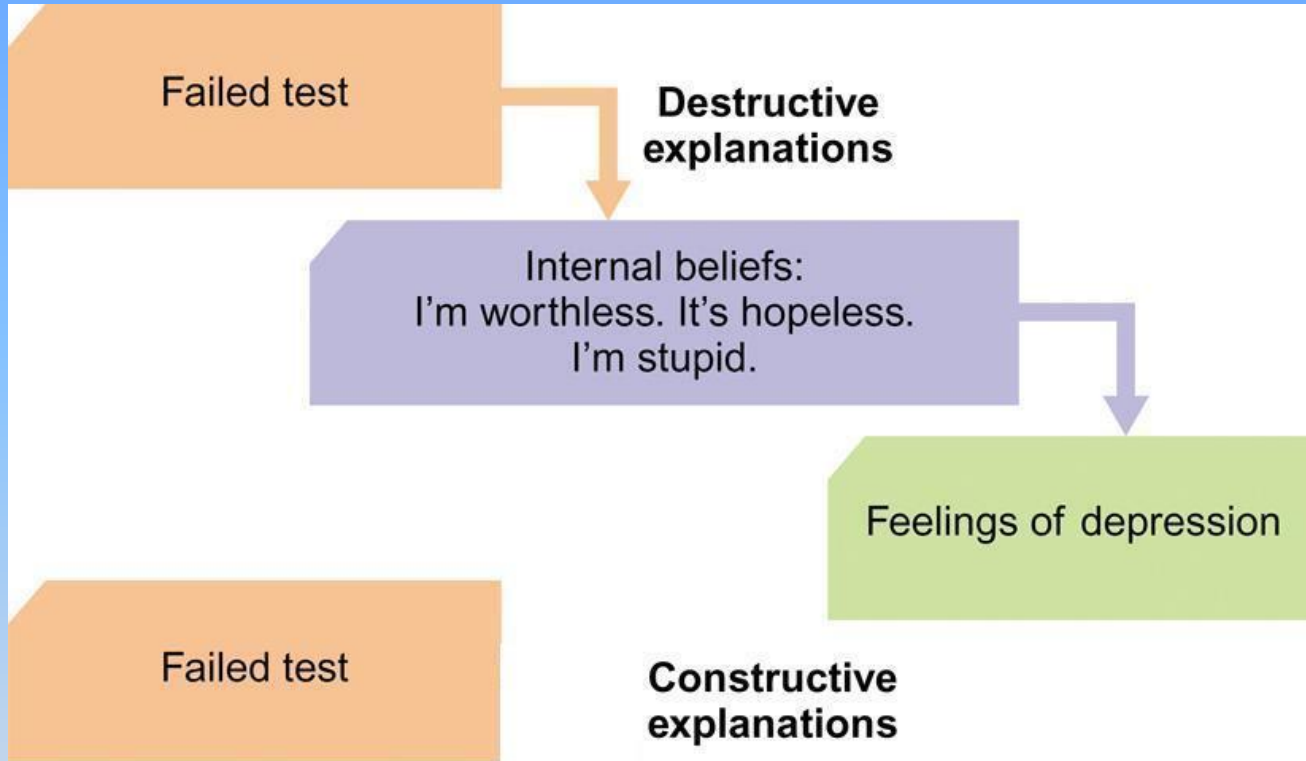 Failed test
Destructive
explanations
Internal beliefs:
I'm worthless. It's hopeless.
I'm stupid.
Feelings of depression
Failed test
Constructive
explanations